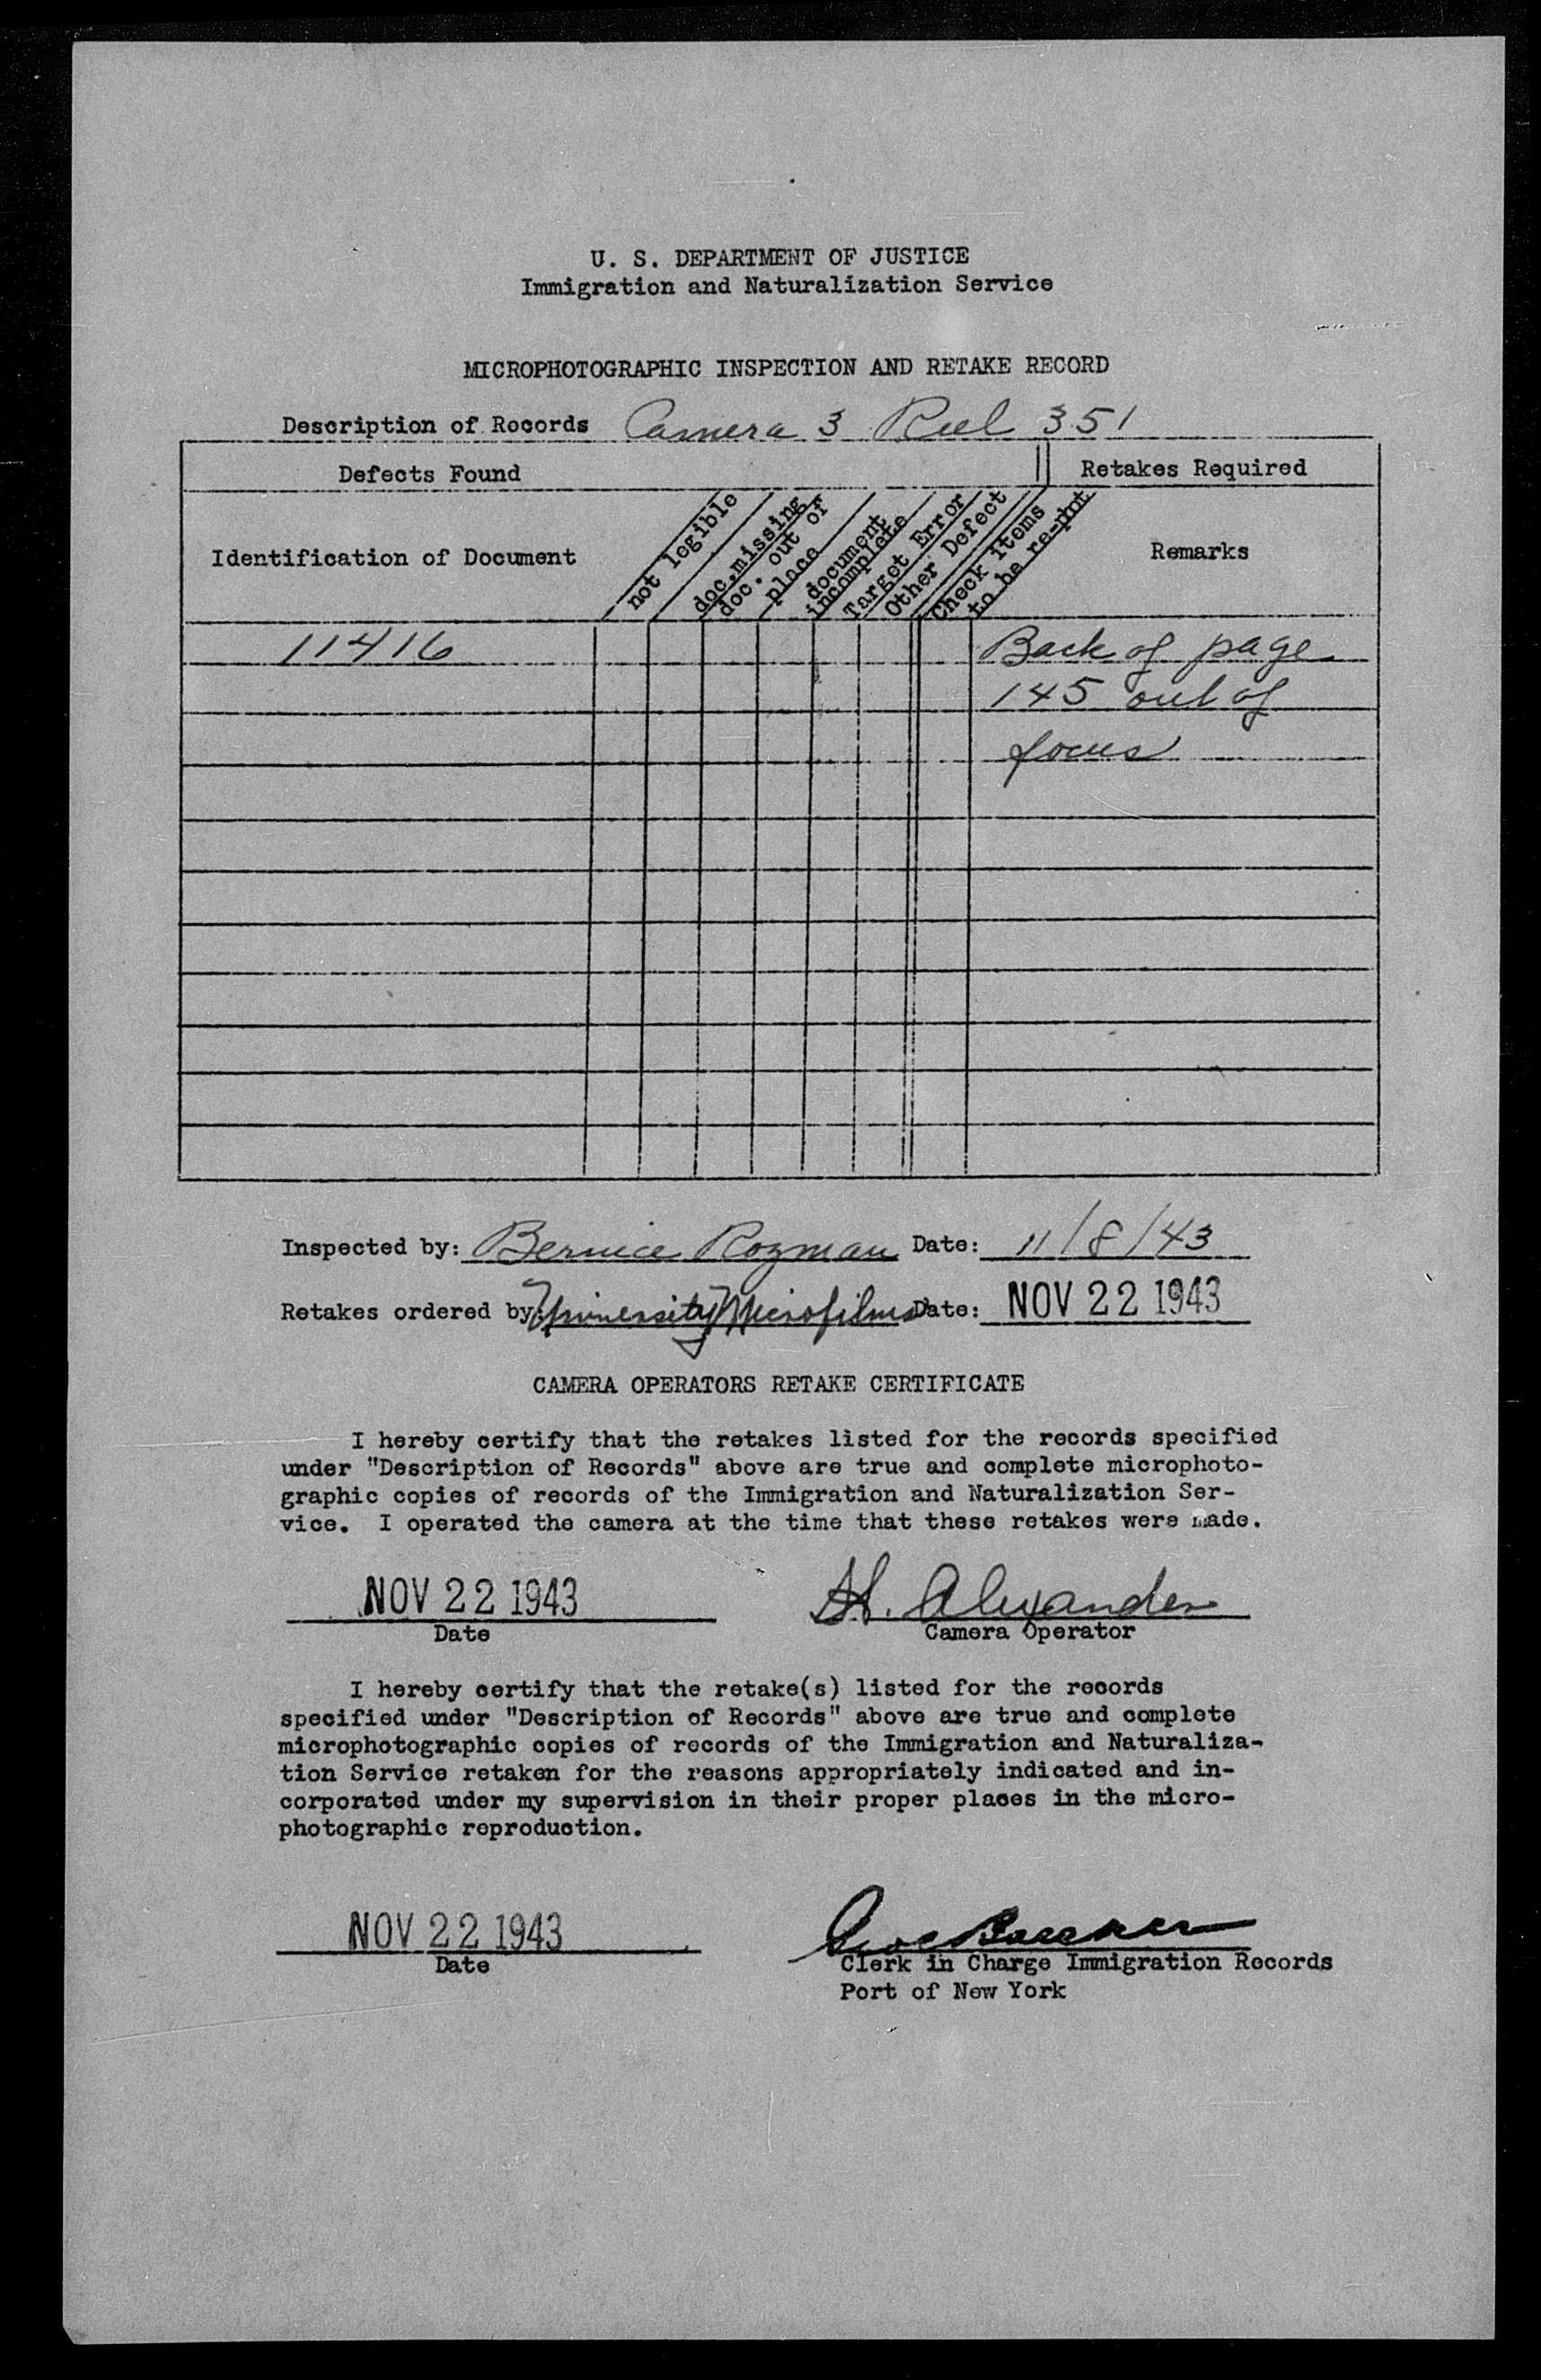 U. S. DEPARTMENT OF JUSTICE
Immigration and Naturalization Service
MICROPHOTOGRAPHIC INSPECTION AND RETAKE RECORD
Description of Rocords Camera 3 Reel 351
Defects Found
Retakes Required
Identification of Document
not legible
doc.missing
doc. out of
place
document
incomplete
Target Error
Other Defect
Check items
to be re-phot
Remarks
11416 Back of page
145 out of
focus
Inspected by: Bernice Rozman Date: 11/8/43
Retakes ordered by: University Microfilms Date: NOV 22 1943
CAMERA OPERATORS RETAKE CERTIFICATE
I hereby certify that the retakes listed for the records specified
under "Description of Records" above are true and complete microphoto-
graphic copies of records of the Immigration and Naturalization Ser-
vice. I operated the camera at the time that these retakes were made.
NOV 22 1943 H. Alexander
Date Camera Operator
I hereby certify that the retake(s) listed for the records
specified under "Description of Records" above are true and complete
microphotographic copies of records of the Immigration and Naturaliza-
tion Service retaken for the reasons appropriately indicated and in-
corporated under my supervision in their proper places in the micro-
photographic reproduction.
NOV 22 1943
Date Clerk in Charge Immigration Records
Port of New York